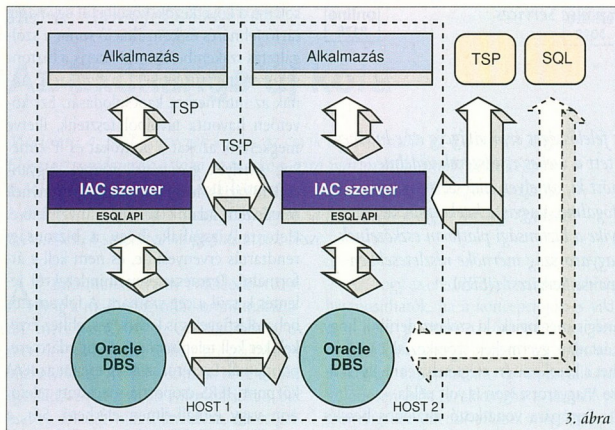 Alkalmazás
Alkalmazás
TSP
SQL
TSP
TS'P
IAC szerver
ESQL API
IAC szerver
ESQL API
Oracle
DBS
Oracle
DBS
HOST 1
HOST 2
3. ábra